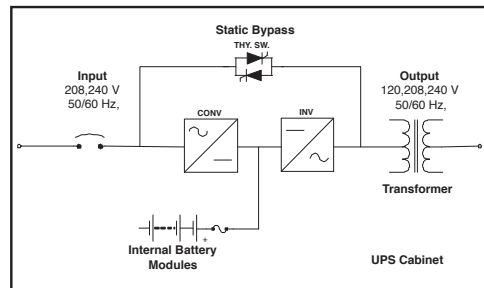 Static Bypass
THY. SW.
Input
208,240 V
50/60 Hz,
Output
120,208,240 V
50/60 Hz,
CONV
INV
Transformer
+
Internal Battery
Modules
UPS Cabinet